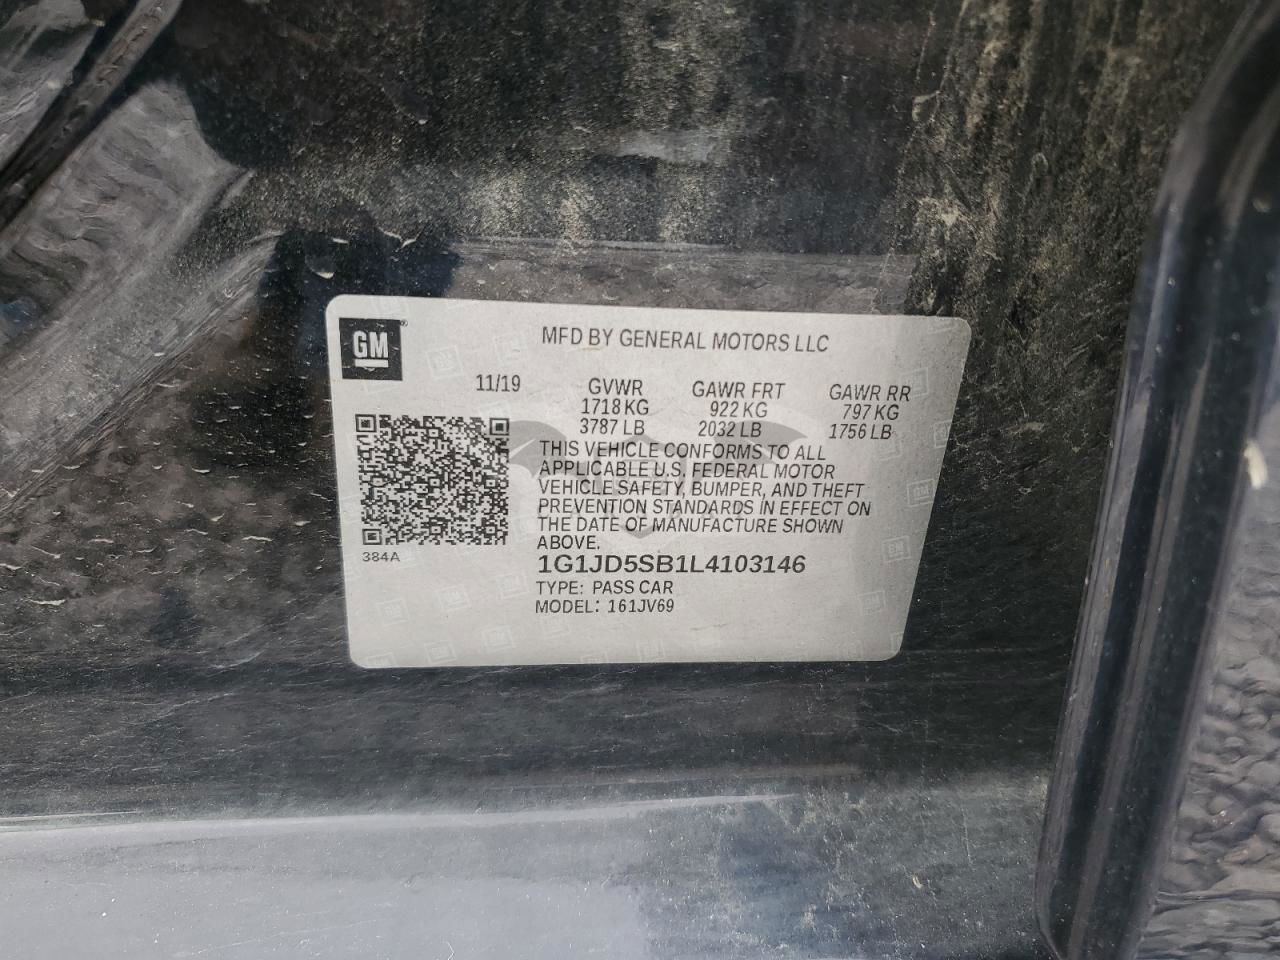 GM
MFD BY GENERAL MOTORS LLC
11/19 GVWR GAWR FRT GAWR RR
1718 KG 922 KG 797 KG
3787 LB 2032 LB 1756 LB
THIS VEHICLE CONFORMS TO ALL
APPLICABLE U.S. FEDERAL MOTOR
VEHICLE SAFETY, BUMPER, AND THEFT
PREVENTION STANDARDS IN EFFECT ON
THE DATE OF MANUFACTURE SHOWN
ABOVE.
384A
1G1JD5SB1L4103146
TYPE: PASS CAR
MODEL: 161JV69